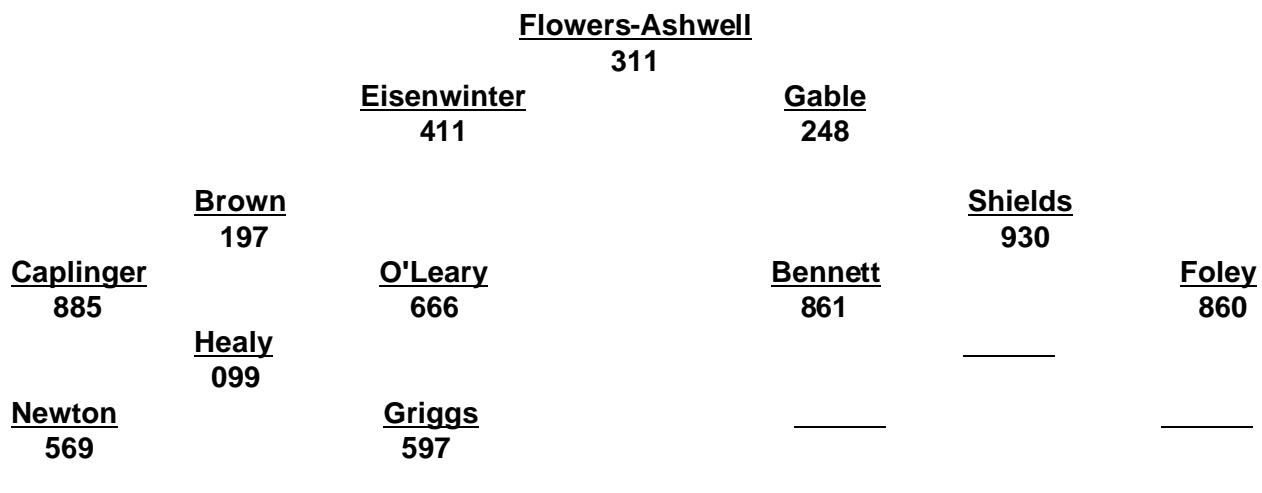 Flowers-Ashwell
311
Eisenwinter Gable
411 248
Brown Shields
197 930
Caplinger O'Leary Bennett Foley
885 666 861 860
Healy
099
Newton Griggs
569 597